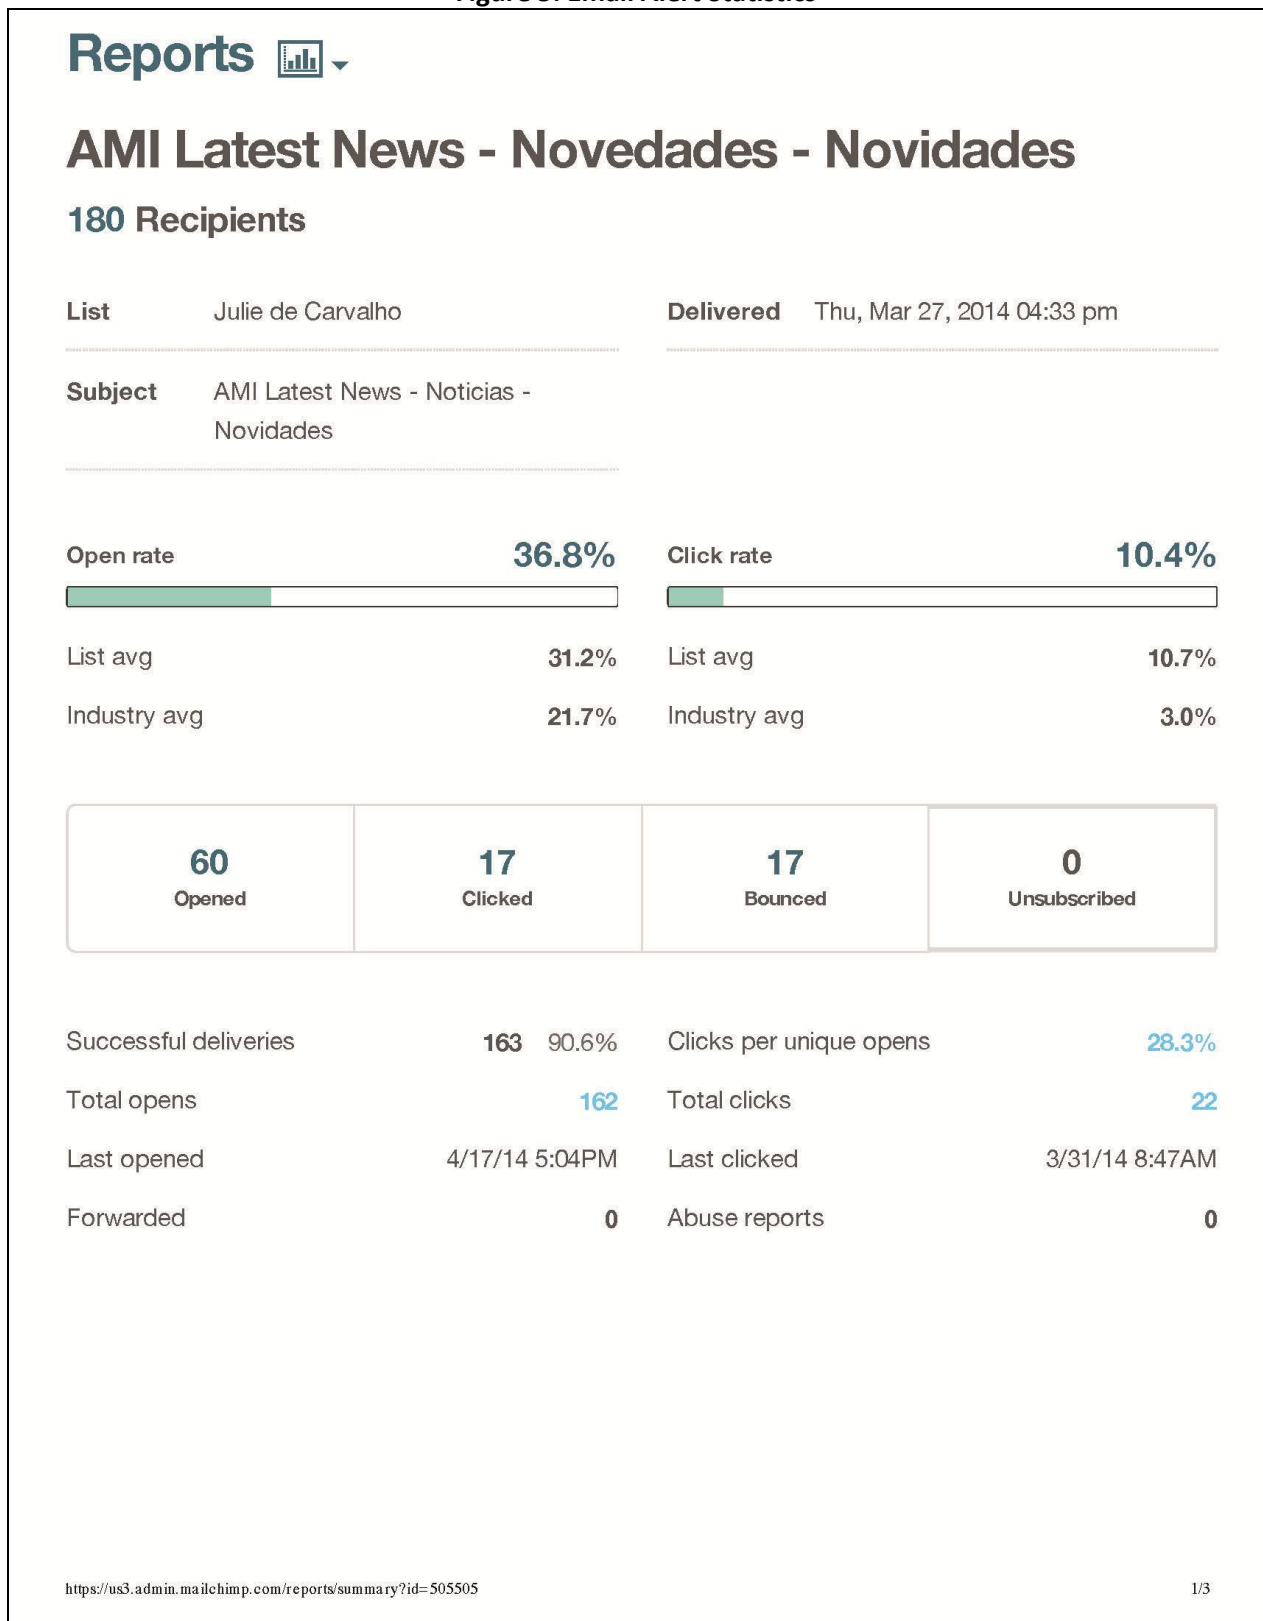 Reports
AMI Latest News - Novedades - Novidades
180 Recipients
List Julie de Carvalho
Delivered Thu, Mar 27, 2014 04:33 pm
Subject AMI Latest News - Noticias -
Novidades
Open rate 36.8%
Click rate 10.4%
List avg 31.2%
List avg 10.7%
Industry avg 21.7%
Industry avg 3.0%
60
Opened
17
Clicked
17
Bounced
0
Unsubscribed
Successful deliveries 163 90.6%
Clicks per unique opens 28.3%
Total opens 162
Total clicks 22
Last opened 4/17/14 5:04PM
Last clicked 3/31/14 8:47AM
Forwarded 0
Abuse reports 0
https://us3.admin.mailchimp.com/reports/summary?id=505505 1/3